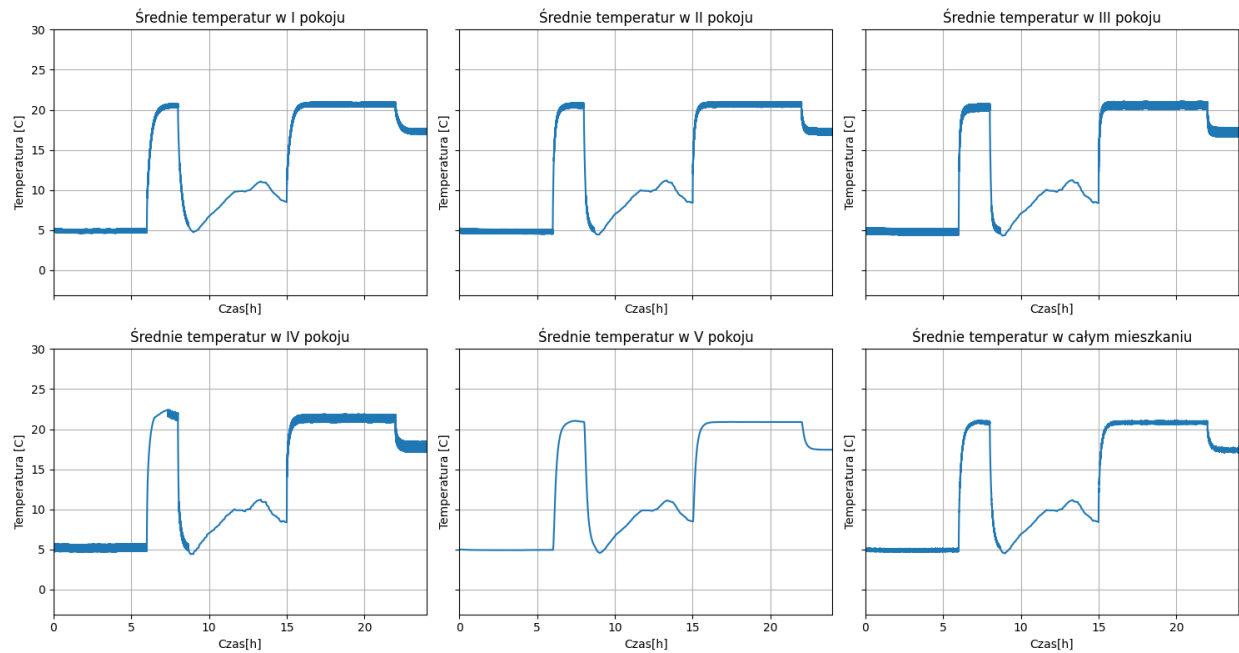 Średnie temperatur w I pokoju
Średnie temperatur w II pokoju
Średnie temperatur w III pokoju
30
25
20
15
10
5
0
Temperatura [C]
Temperatura [C]
Temperatura [C]
Czas[h]
Czas[h]
Czas[h]
Średnie temperatur w IV pokoju
Średnie temperatur w V pokoju
Średnie temperatur w całym mieszkaniu
30
25
20
15
10
5
0
Temperatura [C]
Temperatura [C]
Temperatura [C]
0 5 10 15 20
0 5 10 15 20
0 5 10 15 20
Czas[h]
Czas[h]
Czas[h]